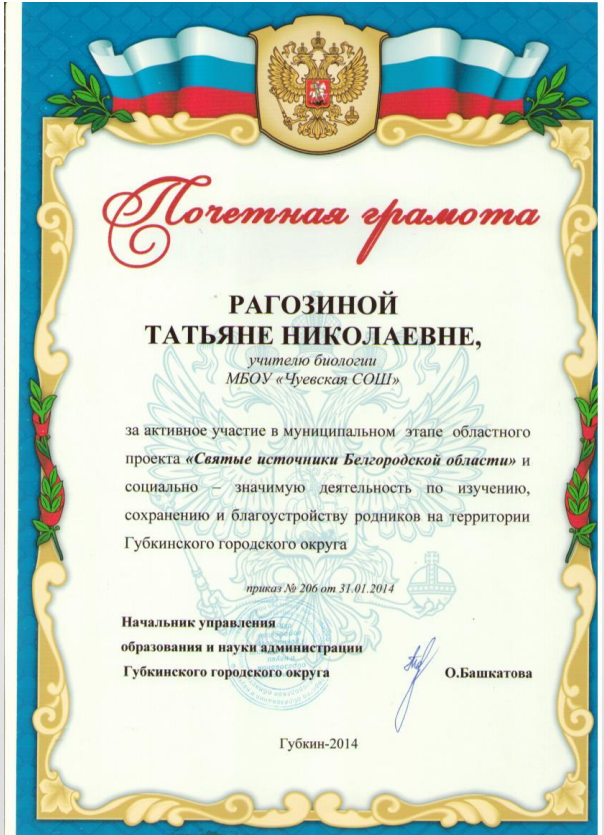 Почетная грамота
РАГОЗИНОЙ
ТАТЬЯНЕ НИКОЛАЕВНЕ,
учителю биологии
МБОУ «Чуевская СОШ»
за активное участие в муниципальном этапе областного
проекта «Святые источники Белгородской области» и
социально – значимую деятельность по изучению,
сохранению и благоустройству родников на территории
Губкинского городского округа
приказ № 206 от 31.01.2014
Начальник управления
образования и науки администрации
Губкинского городского округа О.Башкатова
Губкин-2014